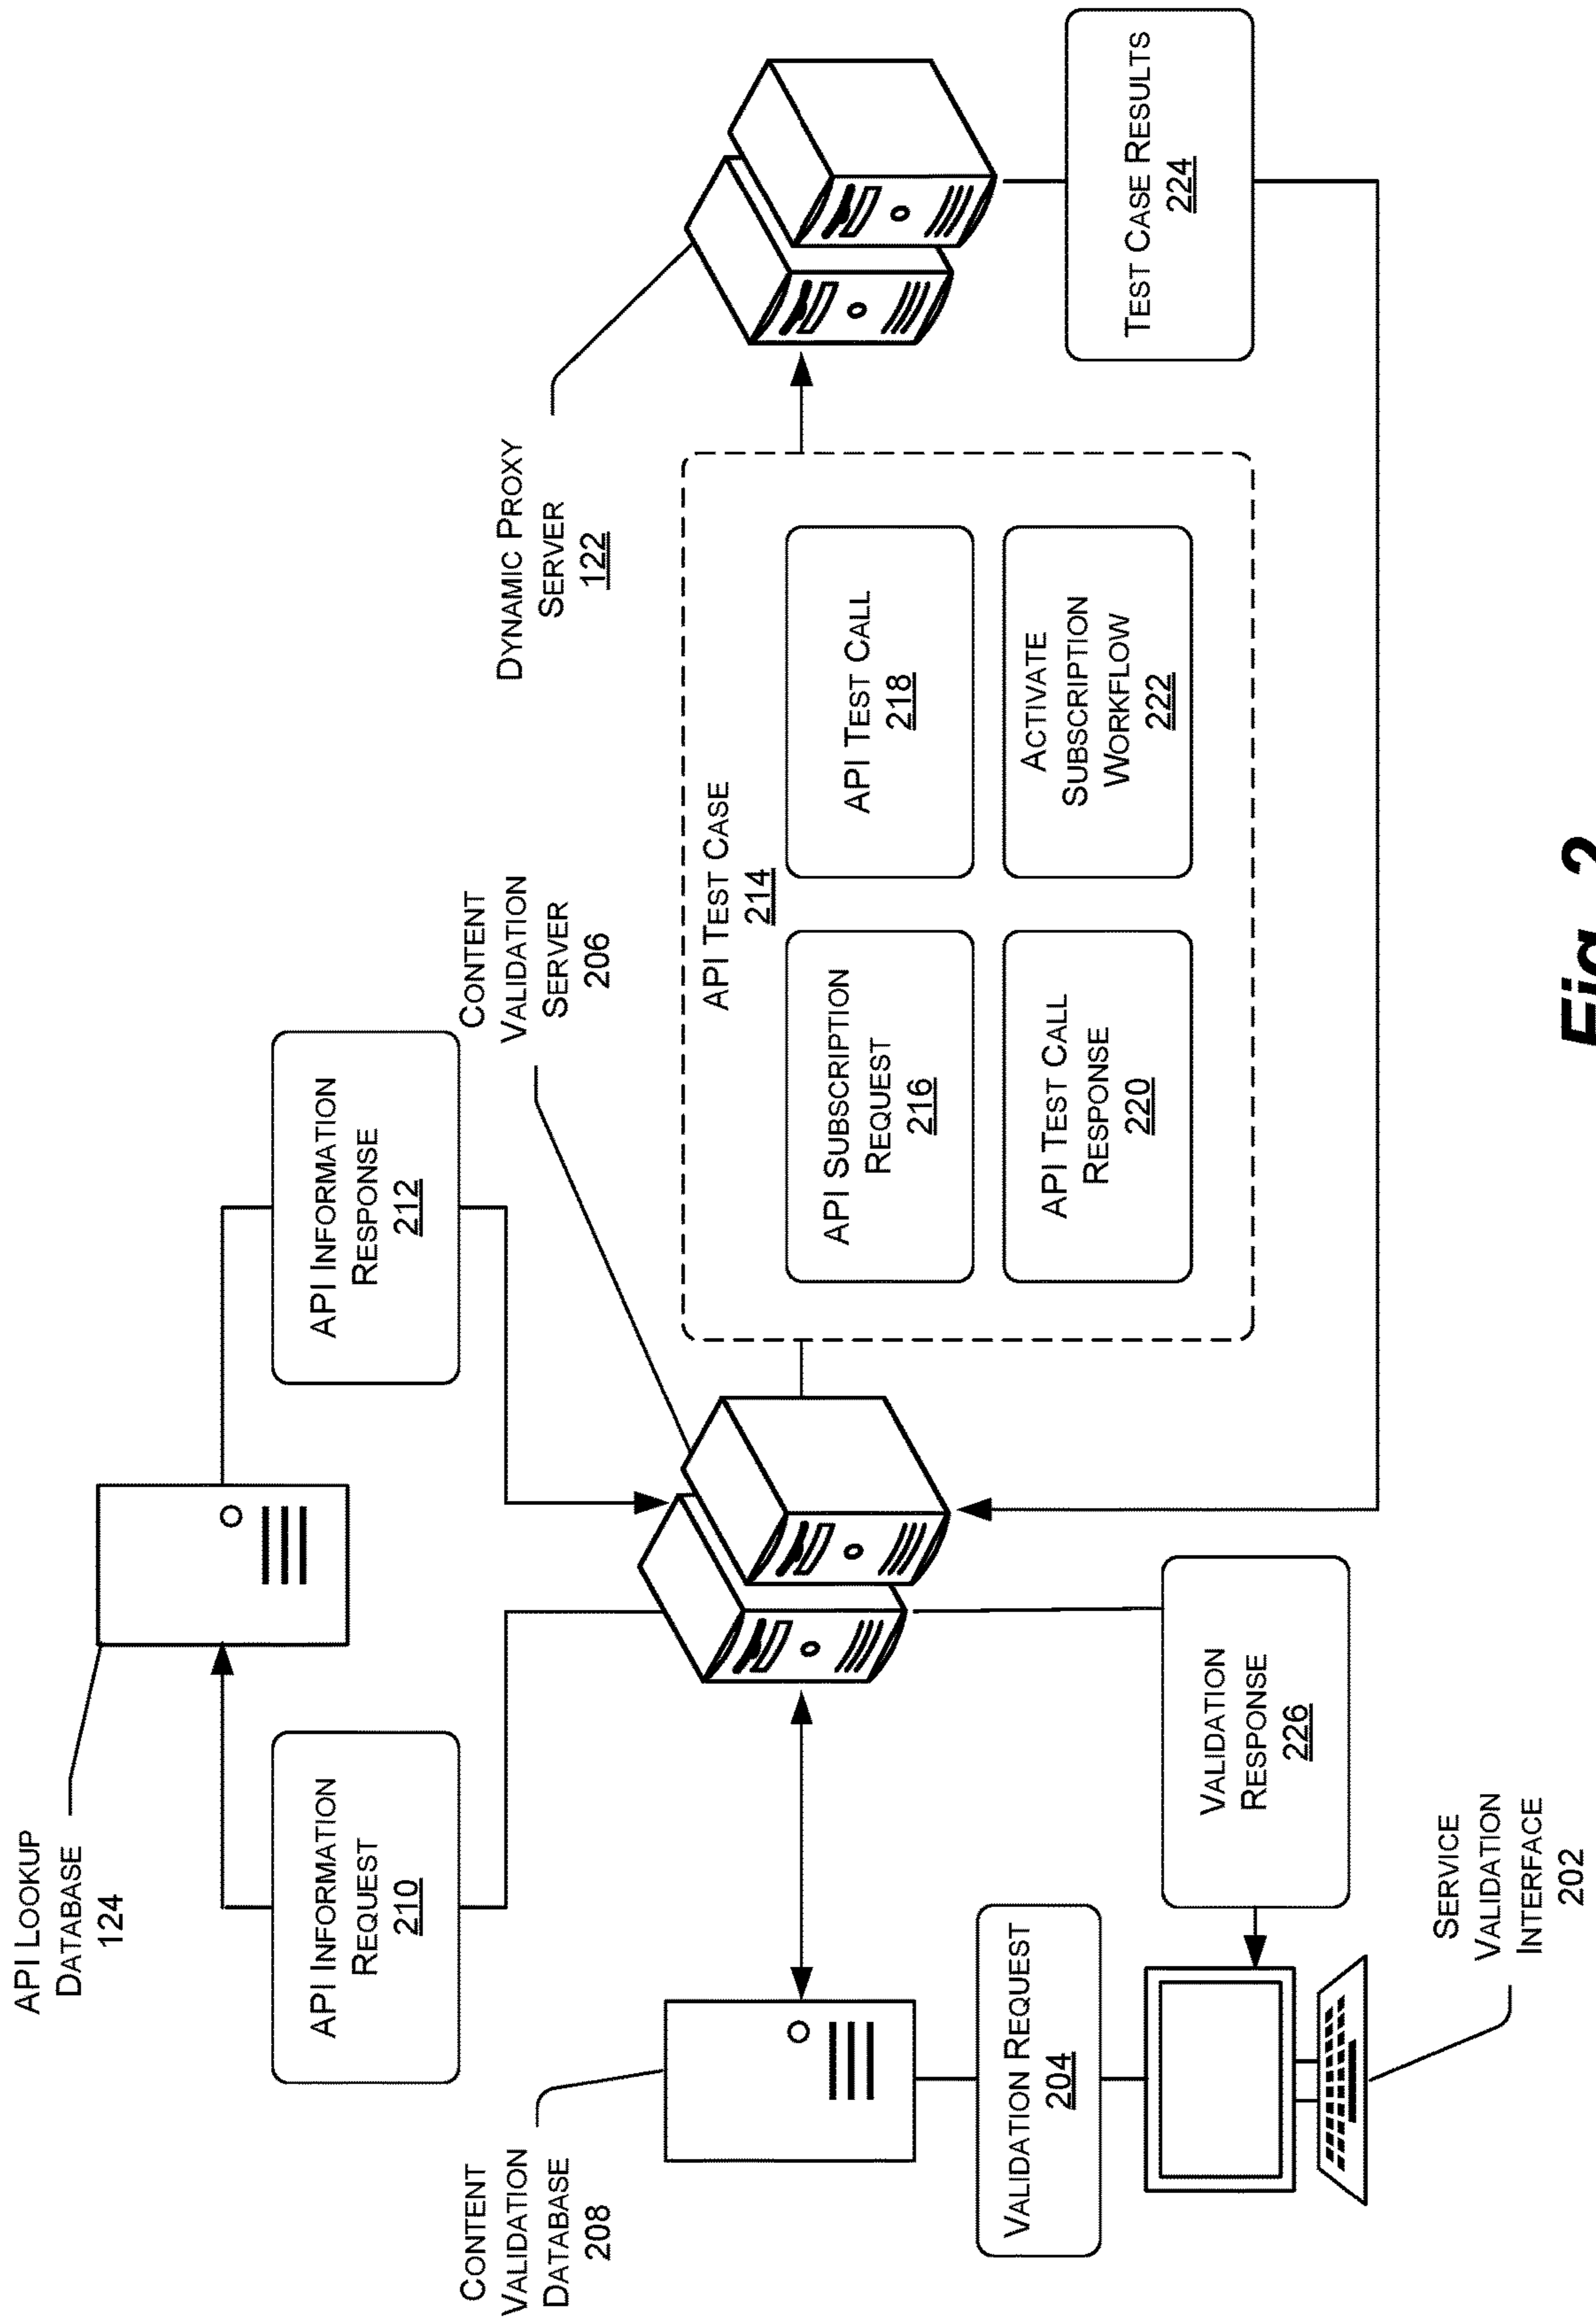 API LOOKUP
DATABASE
124
API INFORMATION
REQUEST
210
API INFORMATION
RESPONSE
212
CONTENT
VALIDATION
DATABASE
208
CONTENT
VALIDATION
SERVER
206
DYNAMIC PROXY
SERVER
122
API TEST CASE
214
API SUBSCRIPTION
REQUEST
216
API TEST CALL
218
API TEST CALL
RESPONSE
220
ACTIVATE
SUBSCRIPTION
WORKFLOW
222
TEST CASE RESULTS
224
VALIDATION REQUEST
204
VALIDATION
RESPONSE
226
SERVICE
VALIDATION
INTERFACE
202
Fig. 2